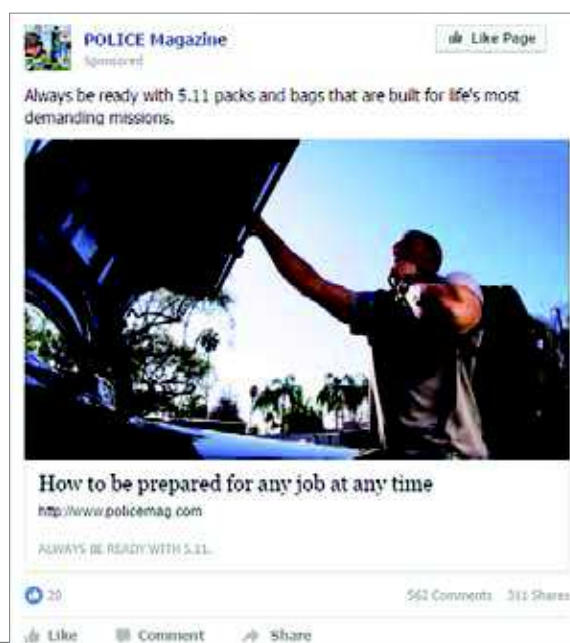 POLICE Magazine
Like Page
Sponsored
Always be ready with 5.11 packs and bags that are built for life's most
demanding missions.
How to be prepared for any job at any time
http://www.policemag.com
ALWAYS BE READY WITH 5.11.
20
562 Comments 311 Shares
Like Comment Share